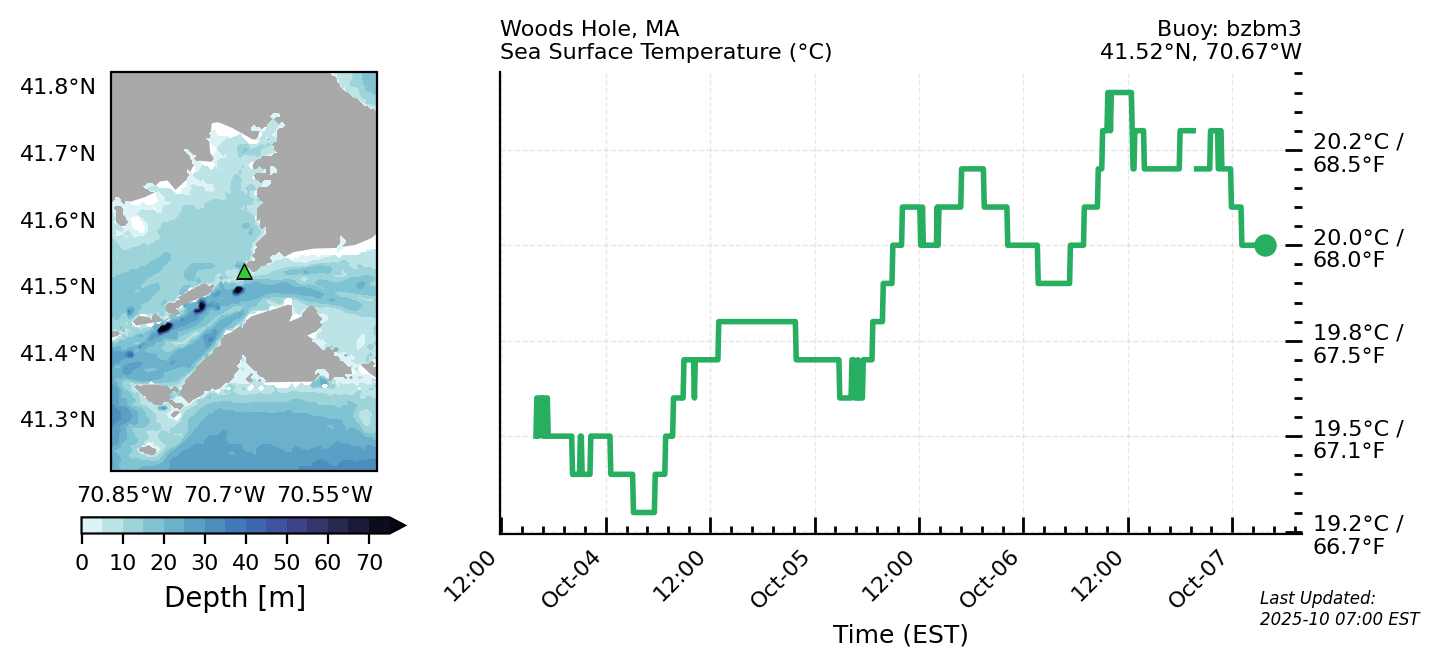 Woods Hole, MA
Sea Surface Temperature (°C)
Buoy: bzbm3
41.52°N, 70.67°W
41.8°N
41.7°N
41.6°N
41.5°N
41.4°N
41.3°N
70.85°W 70.7°W 70.55°W
0 10 20 30 40 50 60 70
Depth [m]
20.2°C /
68.5°F
20.0°C /
68.0°F
19.8°C /
67.5°F
19.5°C /
67.1°F
19.2°C /
66.7°F
12:00 Oct-04 12:00 Oct-05 12:00 Oct-06 12:00 Oct-07
Time (EST)
Last Updated:
2025-10 07:00 EST